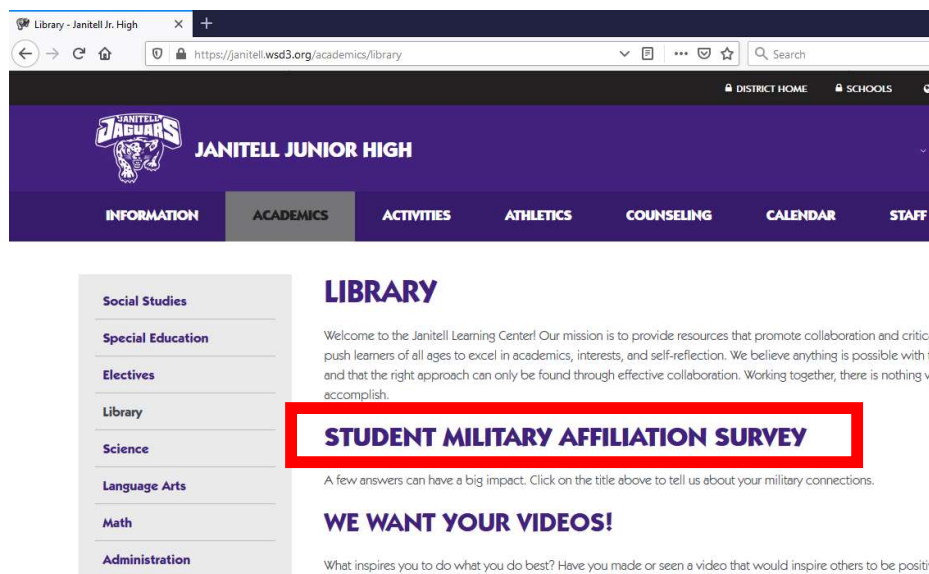 Library - Janitell Jr. High
https://janitell.wsd3.org/academics/library
Search
DISTRICT HOME SCHOOLS
JANITELL
JAGUARS
JANITELL JUNIOR HIGH
INFORMATION ACADEMICS ACTIVITIES ATHLETICS COUNSELING CALENDAR STAFF
Social Studies
Special Education
Electives
Library
Science
Language Arts
Math
Administration
LIBRARY
Welcome to the Janitell Learning Center! Our mission is to provide resources that promote collaboration and critic
push learners of all ages to excel in academics, interests, and self-reflection. We believe anything is possible with
and that the right approach can only be found through effective collaboration. Working together, there is nothing
accomplish.
STUDENT MILITARY AFFILIATION SURVEY
A few answers can have a big impact. Click on the title above to tell us about your military connections.
WE WANT YOUR VIDEOS!
What inspires you to do what you do best? Have you made or seen a video that would inspire others to be positi